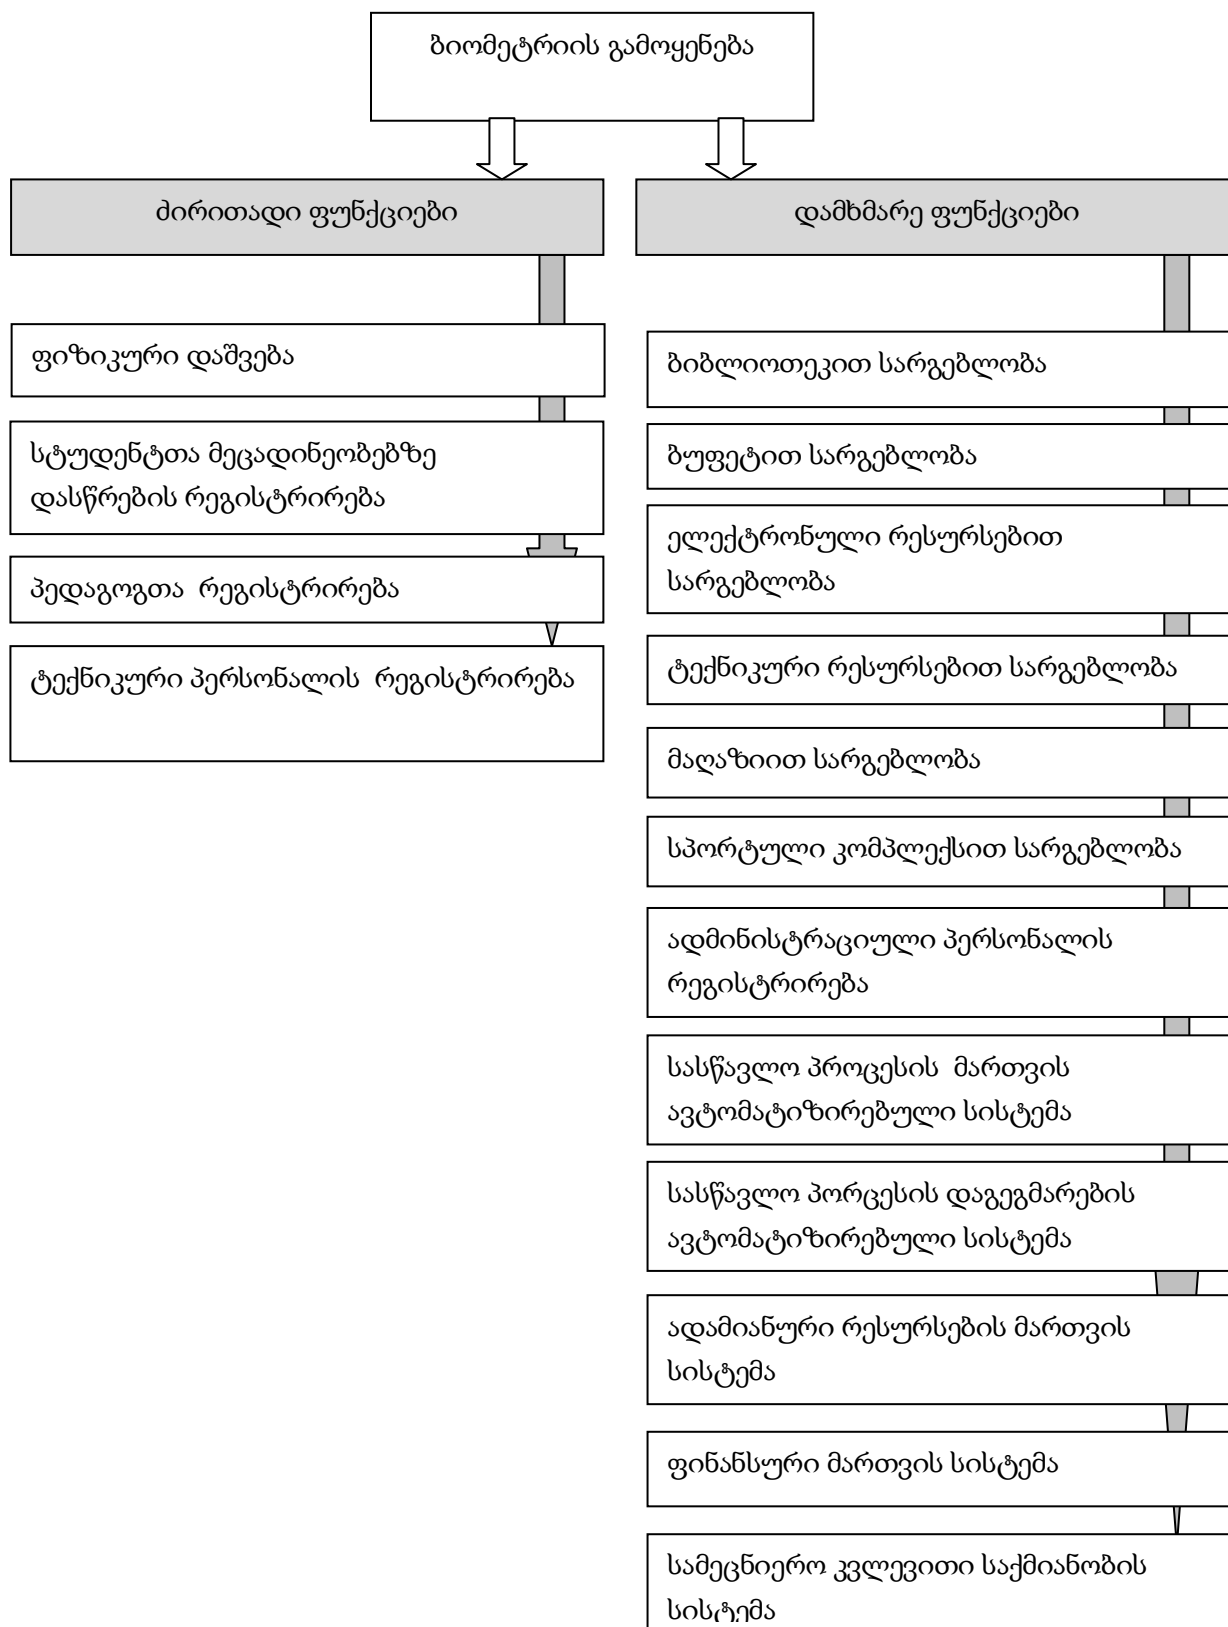 ბიომეტრიის გამოყენება
ძირითადი ფუნქციები
ფიზიკური დაშვება
სტუდენტთა მეცადინეობებზე
დასწრების რეგისტრირება
პედაგოგთა რეგისტრირება
ტექნიკური პერსონალის რეგისტრირება
დამხმარე ფუნქციები
ბიბლიოთეკით სარგებლობა
ბუფეტით სარგებლობა
ელექტრონული რესურსებით
სარგებლობა
ტექნიკური რესურსებით სარგებლობა
მაღაზიით სარგებლობა
სპორტული კომპლექსით სარგებლობა
ადმინისტრაციული პერსონალის
რეგისტრირება
სასწავლო პროცესის მართვის
ავტომატიზირებული სისტემა
სასწავლო პორცესის დაგეგმარების
ავტომატიზირებული სისტემა
ადამიანური რესურსების მართვის
სისტემა
ფინანსური მართვის სისტემა
სამეცნიერო კვლევითი საქმიანობის
სისტემა